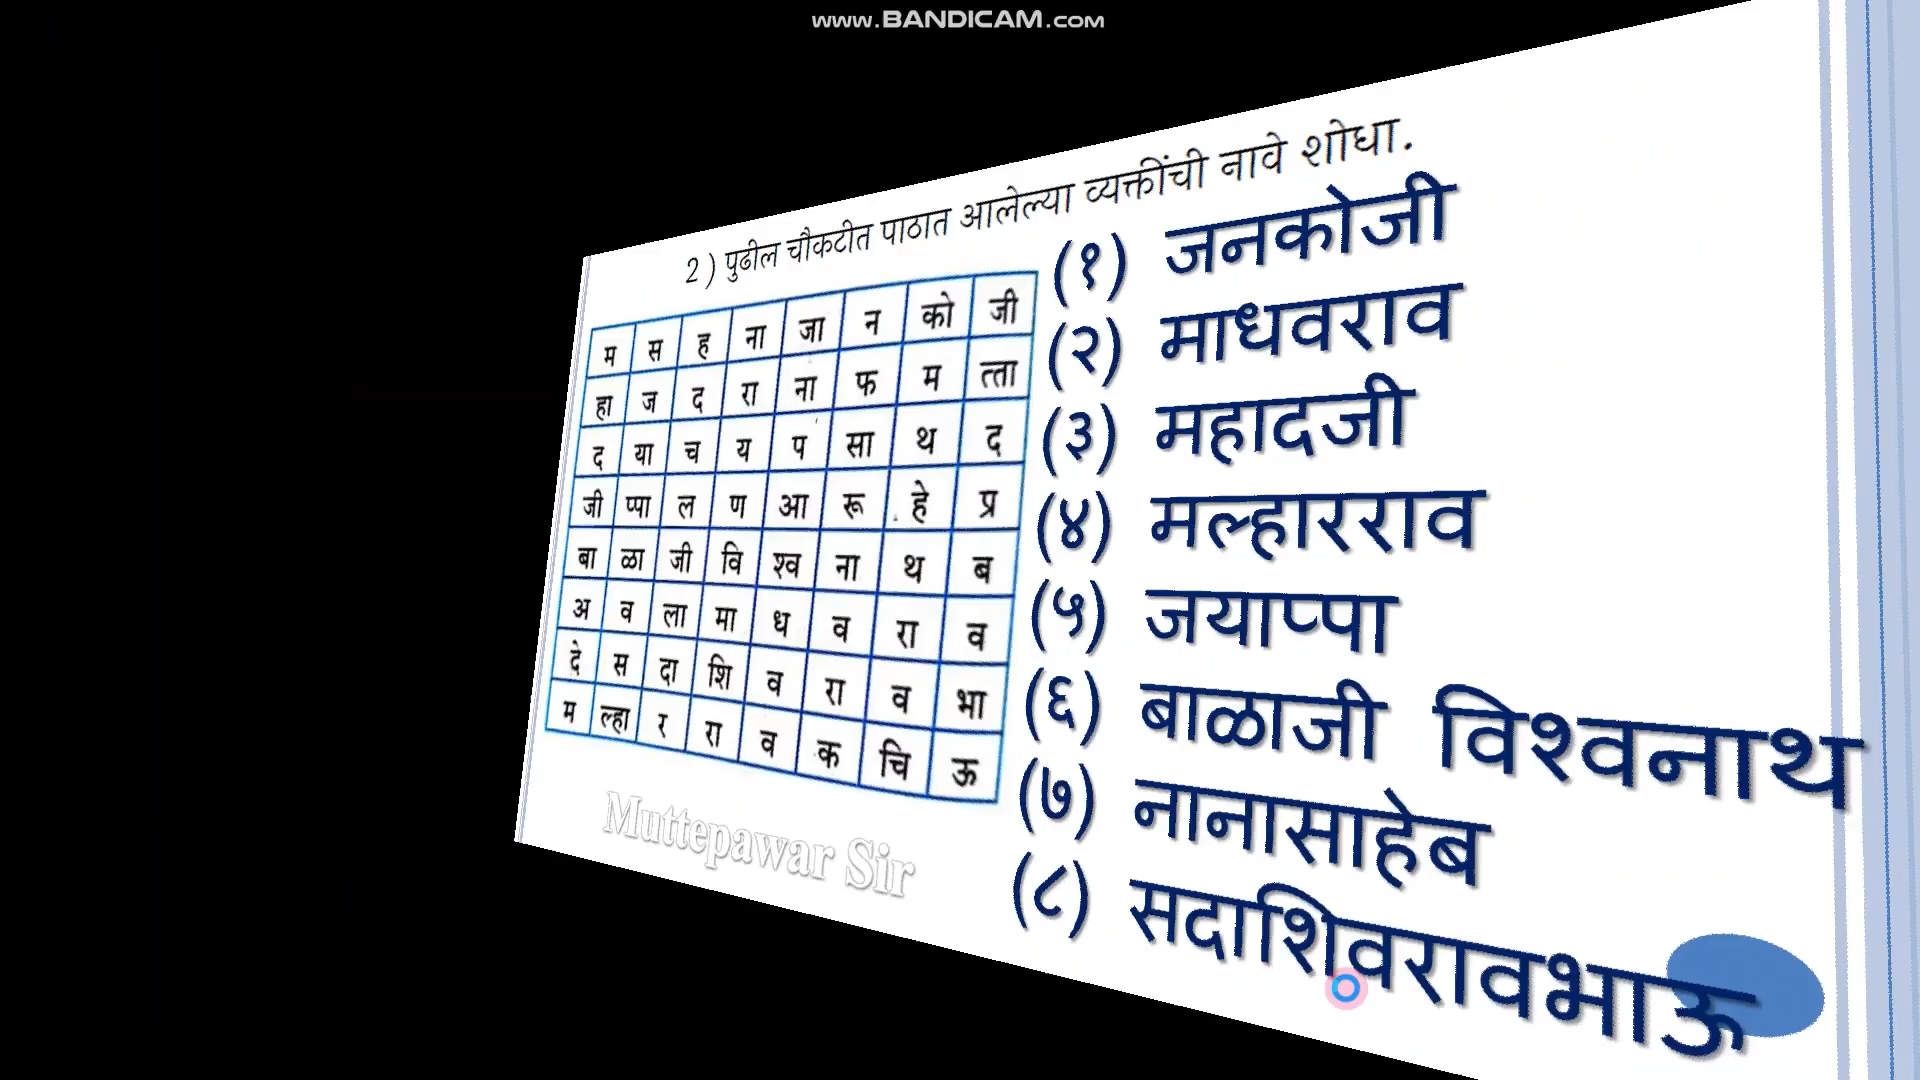 www.BANDICAM.com
2 ) पुढील चौकटीत पाठात आलेल्या व्यक्तींची नावे शोधा.
म स ह ना जा न को जी
हा ज द रा ना फ म त्ता
द या च य प सा थ द
जी प्पा ल ण आ रू हे प्र
बा ळा जी वि श्व ना थ ब
अ व ला मा ध व रा व
दे स दा शि व रा व भा
म ल्हा र रा व क चि ऊ
(१) जनकोजी
(२) माधवराव
(३) महादजी
(४) मल्हारराव
(५) जयाप्पा
(६) बाळाजी विश्वनाथ
(७) नानासाहेब
(८) सदाशिवरावभाऊ
Muttepawar Sir